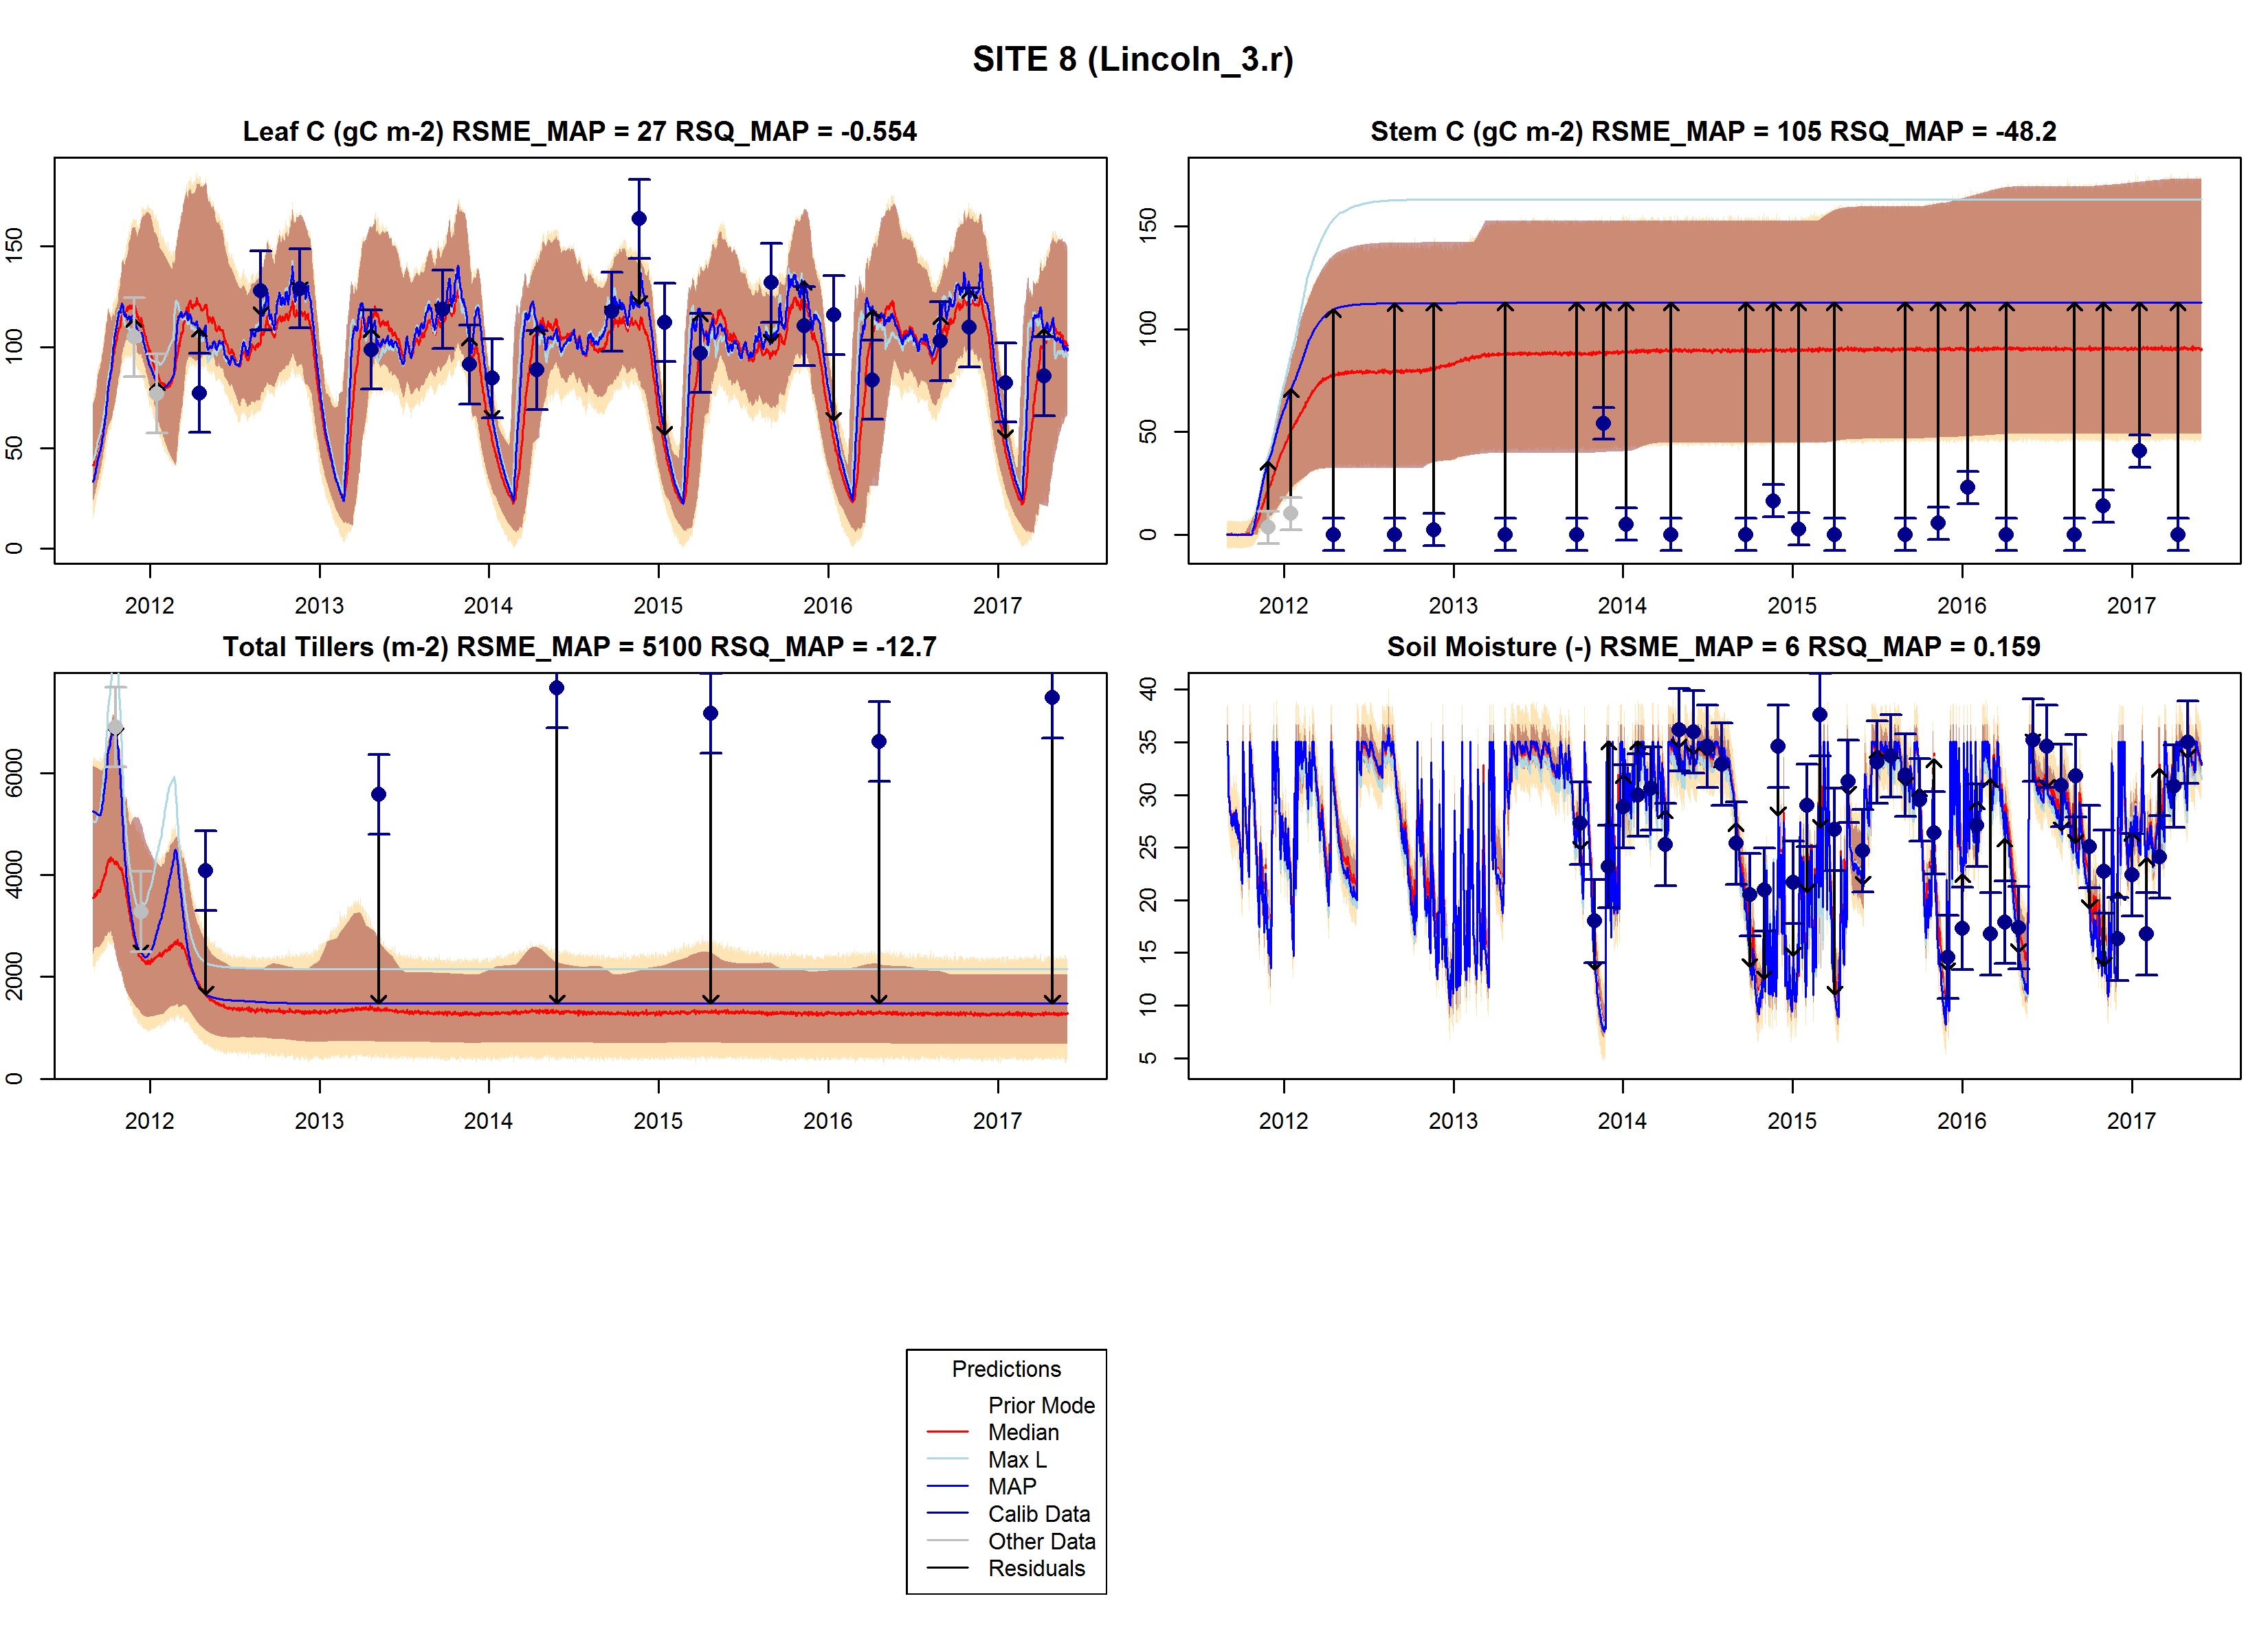 SITE 8 (Lincoln_3.r)
Leaf C (gC m-2) RSME_MAP = 27 RSQ_MAP = -0.554
0 50 100 150
2012 2013 2014 2015 2016 2017
Stem C (gC m-2) RSME_MAP = 105 RSQ_MAP = -48.2
0 50 100 150
2012 2013 2014 2015 2016 2017
Total Tillers (m-2) RSME_MAP = 5100 RSQ_MAP = -12.7
0 2000 4000 6000
2012 2013 2014 2015 2016 2017
Soil Moisture (-) RSME_MAP = 6 RSQ_MAP = 0.159
5 10 15 20 25 30 35 40
2012 2013 2014 2015 2016 2017
Predictions
Prior Mode
Median
Max L
MAP
Calib Data
Other Data
Residuals